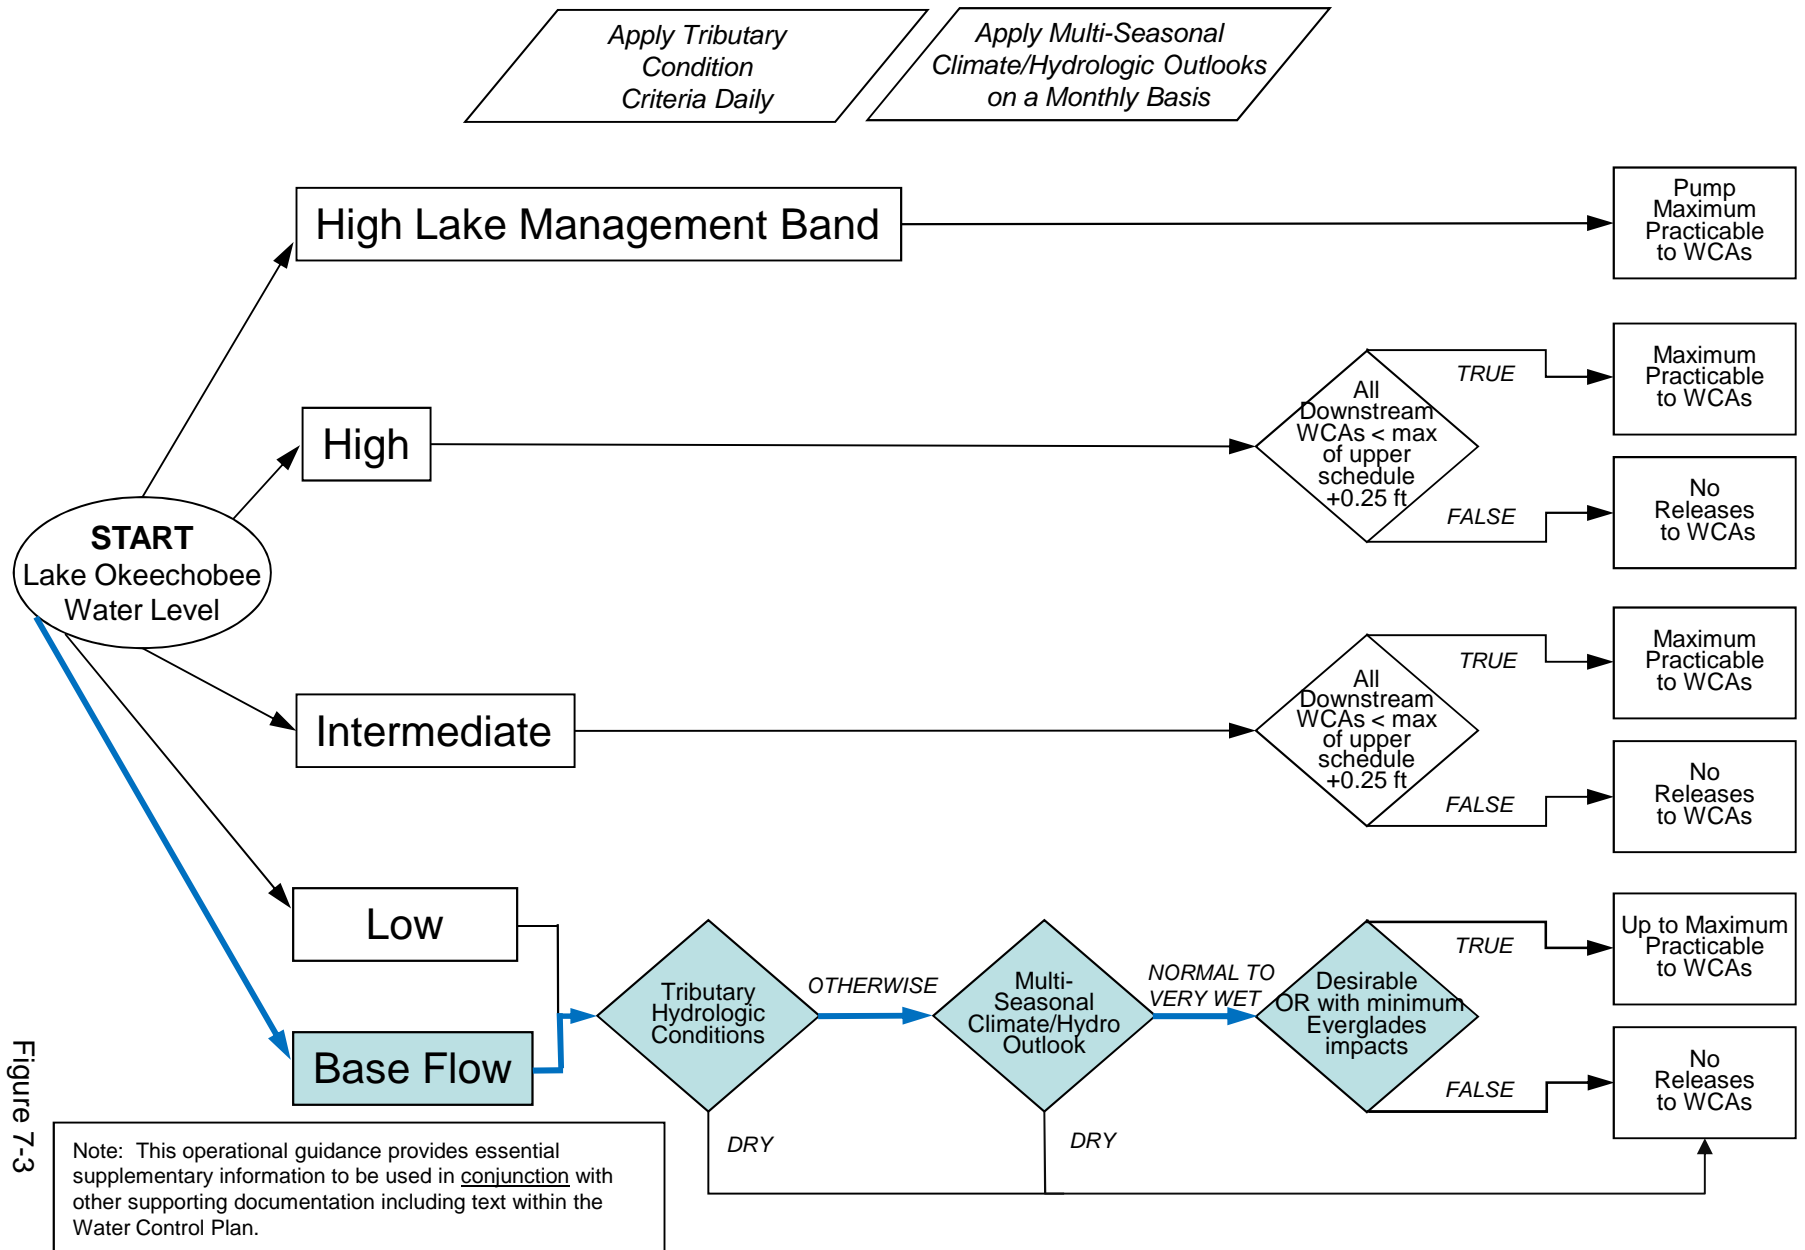 Apply Tributary
Condition
Criteria Daily
Apply Multi-Seasonal
Climate/Hydrologic Outlooks
on a Monthly Basis
High Lake Management Band
Pump
Maximum
Practicable
to WCAs
High
All
Downstream
WCAs < max
of upper
schedule
+0.25 ft
TRUE
Maximum
Practicable
to WCAs
FALSE
No
Releases
to WCAs
START
Lake Okeechobee
Water Level
Intermediate
All
Downstream
WCAs < max
of upper
schedule
+0.25 ft
TRUE
Maximum
Practicable
to WCAs
FALSE
No
Releases
to WCAs
Low
Base Flow
Tributary
Hydrologic
Conditions
OTHERWISE
DRY
Multi-
Seasonal
Climate/Hydro
Outlook
NORMAL TO
VERY WET
DRY
Desirable
OR with minimum
Everglades
impacts
TRUE
Up to Maximum
Practicable
to WCAs
FALSE
No
Releases
to WCAs
Figure 7-3
Note: This operational guidance provides essential
supplementary information to be used in conjunction with
other supporting documentation including text within the
Water Control Plan.